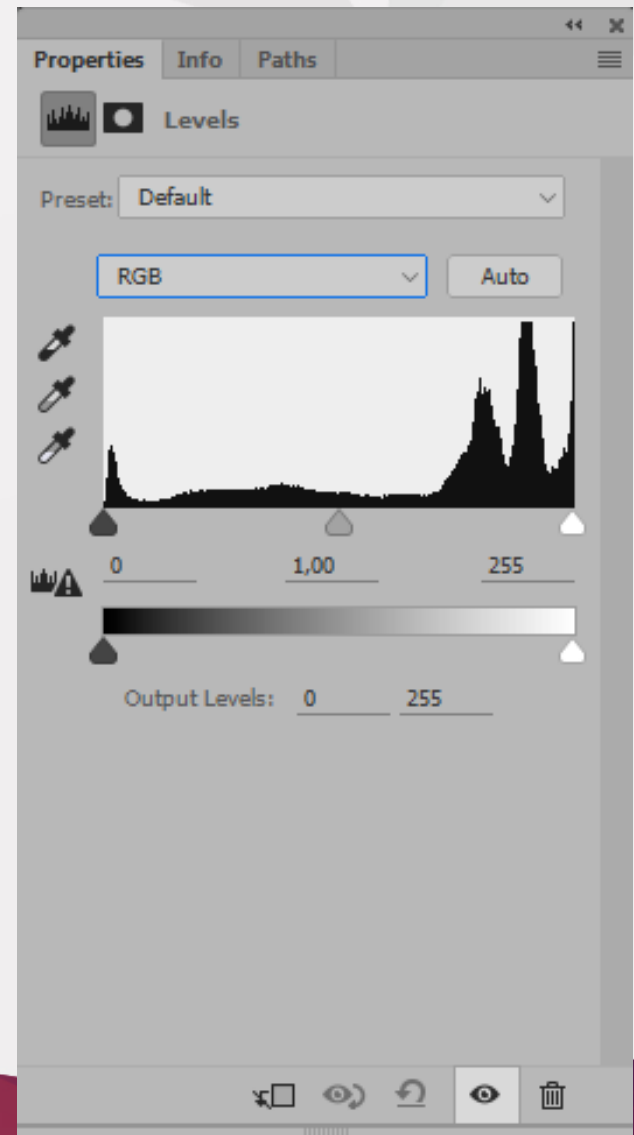 Properties Info Paths
Levels
Preset: Default
RGB Auto
0 1,00 255
Output Levels: 0 255